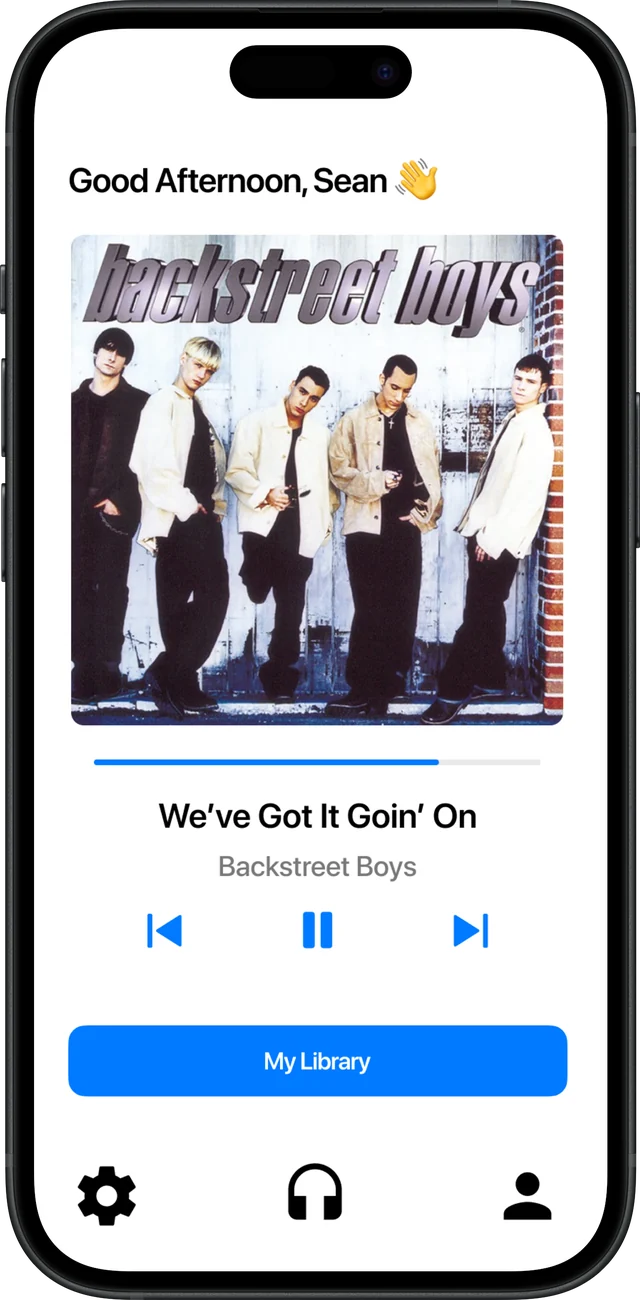 Good Afternoon, Sean 👋
backstreet boys
We’ve Got It Goin’ On
Backstreet Boys
My Library